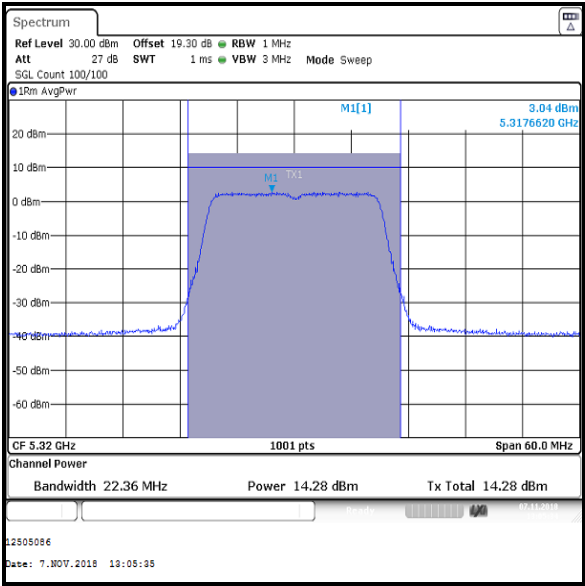 Spectrum
Ref Level 30.00 dBm Offset 19.30 dB RBW 1 MHz
Att 27 dB SWT 1 ms VBW 3 MHz Mode Sweep
SGL Count 100/100
1Rm AvgPwr
M1[1] 3.04 dBm
5.3176620 GHz
20 dBm
10 dBm
M1 Tx1
0 dBm
-10 dBm
-20 dBm
-30 dBm
-40 dBm
-50 dBm
-60 dBm
CF 5.32 GHz 1001 pts Span 60.0 MHz
Channel Power
Bandwidth 22.36 MHz Power 14.28 dBm Tx Total 14.28 dBm
Ready 07.11.2018
12505086
Date: 7.NOV.2018 13:05:35